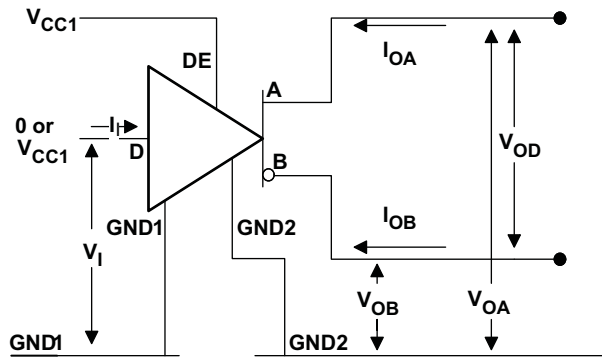 VCC1
DE
IOA
A
0 or
VCC1
II
D
VOD
B
GND1
GND2
IOB
VI
VOB
VOA
GND1
GND2